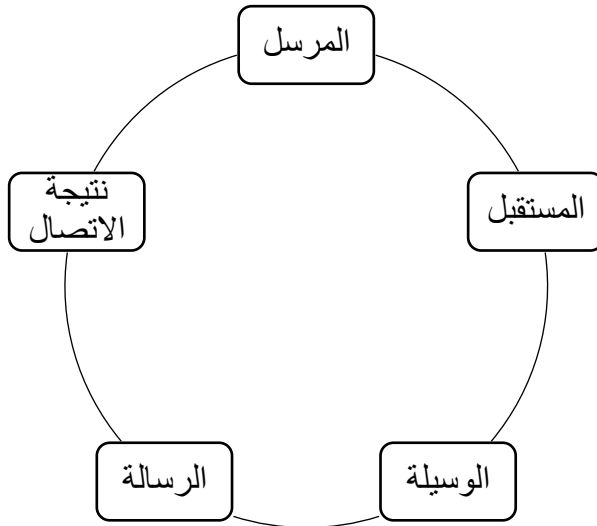 المرسل
المستقبل
الوسيلة
الرسالة
نتيجة
الاتصال